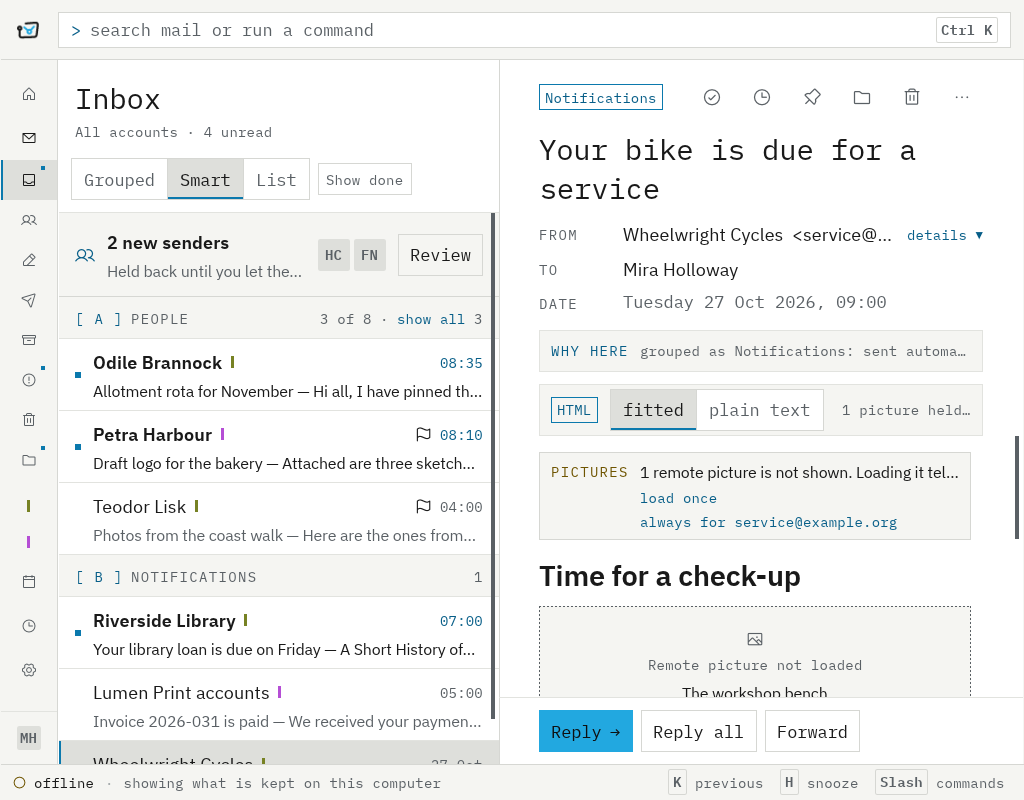 > search mail or run a command
Ctrl K
Inbox
All accounts · 4 unread
Grouped
Smart
List
Show done
2 new senders
Held back until you let the…
HC
FN
Review
[ A ] PEOPLE
3 of 8 · show all 3
Odile Brannock
08:35
Allotment rota for November — Hi all, I have pinned th…
Petra Harbour
08:10
Draft logo for the bakery — Attached are three sketch…
Teodor Lisk
04:00
Photos from the coast walk — Here are the ones from…
[ B ] NOTIFICATIONS
1
Riverside Library
07:00
Your library loan is due on Friday — A Short History of…
Lumen Print accounts
05:00
Invoice 2026-031 is paid — We received your paymen…
Wheelwright Cycles
27 Oct
MH
Notifications
Your bike is due for a
service
FROM
Wheelwright Cycles <service@…
details ▾
TO
Mira Holloway
DATE
Tuesday 27 Oct 2026, 09:00
WHY HERE
grouped as Notifications: sent automa…
HTML
fitted
plain text
1 picture held…
PICTURES
1 remote picture is not shown. Loading it tel…
load once
always for service@example.org
Time for a check-up
Remote picture not loaded
The workshop bench
Reply →
Reply all
Forward
offline · showing what is kept on this computer
K previous
H snooze
Slash commands